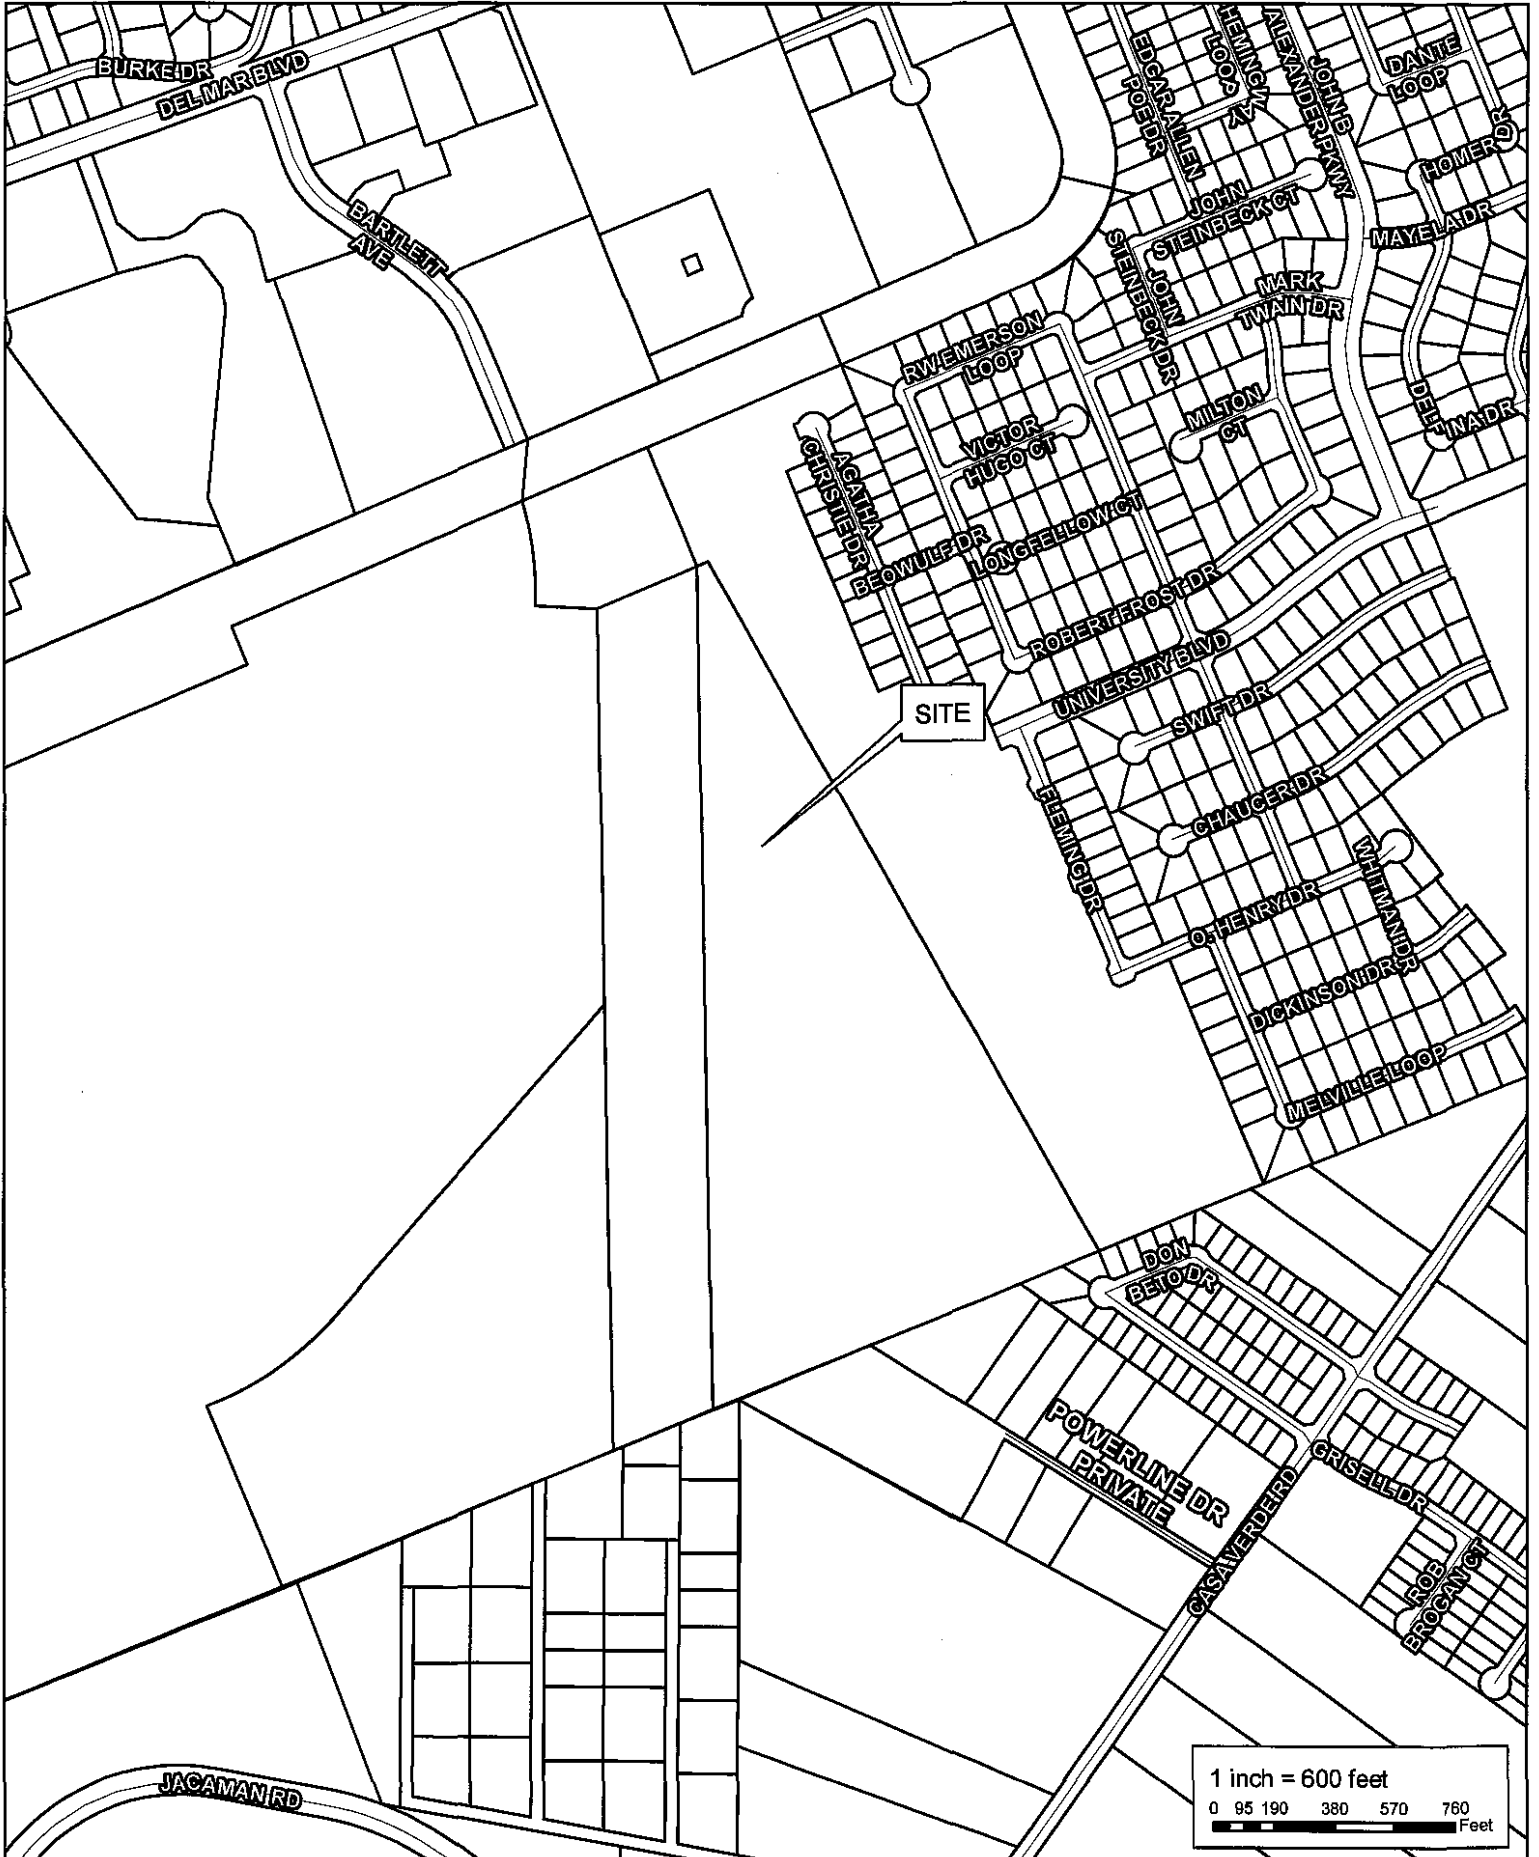 BURKE DR
DEL MAR BLVD
BARTLETT
AVE
EDGAR ALLEN
POE DR
HEMINGWAY
LOOP
JOHN B
ALEXANDER PKWY
DANTE
LOOP
HOMER DR
JOHN
STEINBECK CT
MAYELA DR
JOHN
STEINBECK DR
MARK
TWAIN DR
RW EMERSON
LOOP
VICTOR
HUGO CT
MILTON
CT
DELFINA DR
AGATHA
CHRISTIE DR
BEOWULF DR
LONGFELLOW CT
ROBERT FROST DR
UNIVERSITY BLVD
SITE
SWIFT DR
FLEMING DR
CHAUCER DR
WHITMAN DR
O. HENRY DR
DICKINSON DR
MELVILLE LOOP
DON
BETO DR
POWERLINE DR
PRIVATE
GRISELL DR
CASA VERDE RD
ROB
BROGAN CT
JACAMAN RD
1 inch = 600 feet
0 95 190 380 570 760
Feet